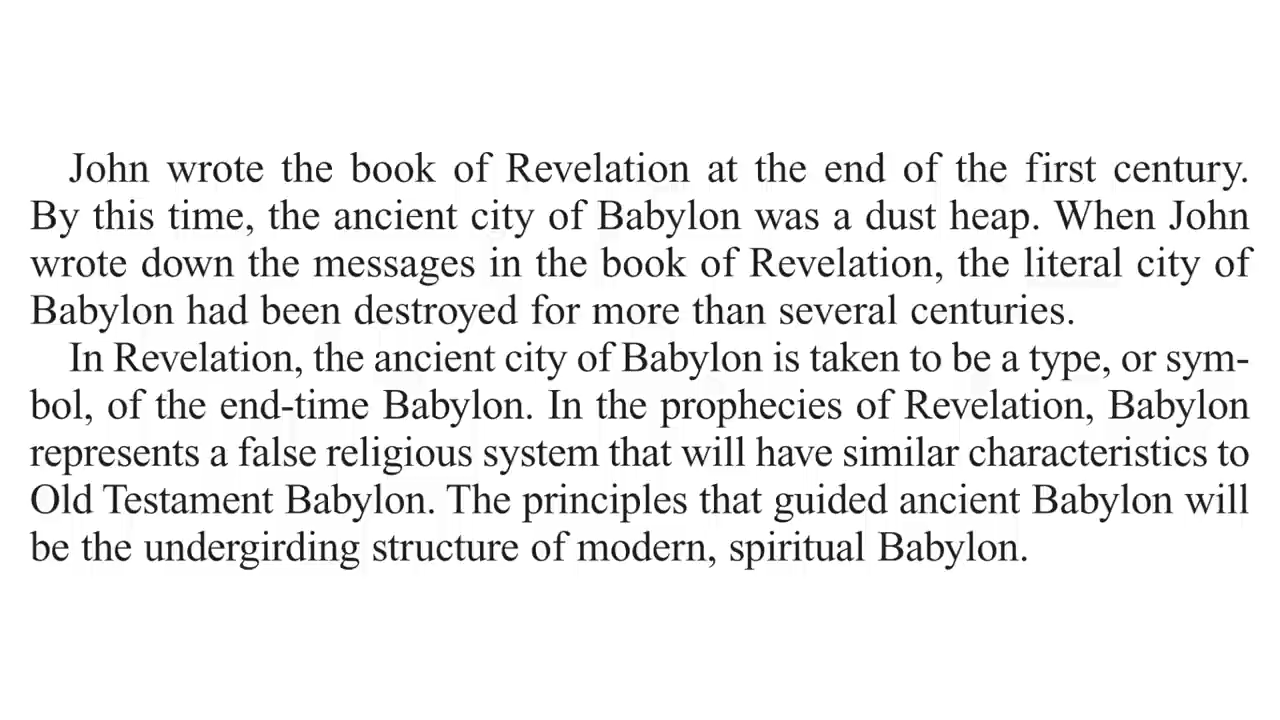 John wrote the book of Revelation at the end of the first century.
By this time, the ancient city of Babylon was a dust heap. When John
wrote down the messages in the book of Revelation, the literal city of
Babylon had been destroyed for more than several centuries.
In Revelation, the ancient city of Babylon is taken to be a type, or sym-
bol, of the end-time Babylon. In the prophecies of Revelation, Babylon
represents a false religious system that will have similar characteristics to
Old Testament Babylon. The principles that guided ancient Babylon will
be the undergirding structure of modern, spiritual Babylon.